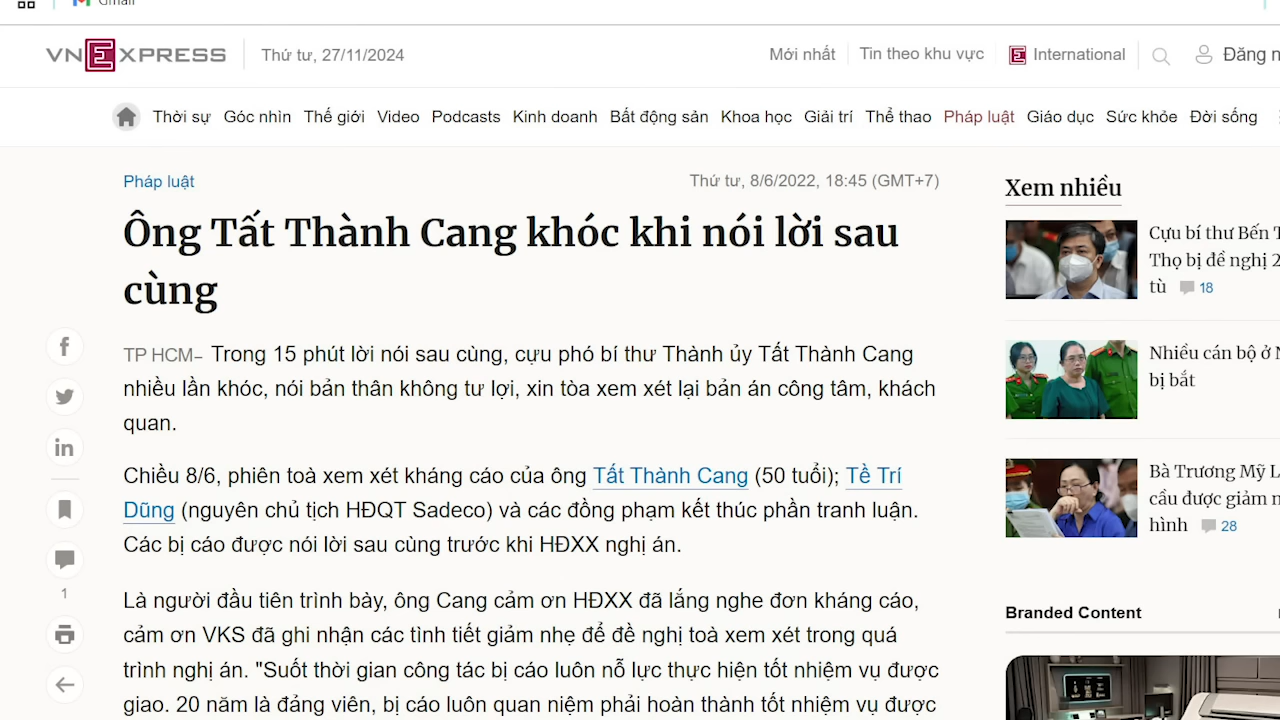 Gmail
VNEXPRESS
Thứ tư, 27/11/2024
Mới nhất
Tin theo khu vực
International
Đăng n
Thời sự Góc nhìn Thế giới Video Podcasts Kinh doanh Bất động sản Khoa học Giải trí Thể thao Pháp luật Giáo dục Sức khỏe Đời sống
Pháp luật
Thứ tư, 8/6/2022, 18:45 (GMT+7)
Ông Tất Thành Cang khóc khi nói lời sau
cùng
TP HCM– Trong 15 phút lời nói sau cùng, cựu phó bí thư Thành ủy Tất Thành Cang
nhiều lần khóc, nói bản thân không tư lợi, xin tòa xem xét lại bản án công tâm, khách
quan.
Chiều 8/6, phiên toà xem xét kháng cáo của ông Tất Thành Cang (50 tuổi); Tề Trí
Dũng (nguyên chủ tịch HĐQT Sadeco) và các đồng phạm kết thúc phần tranh luận.
Các bị cáo được nói lời sau cùng trước khi HĐXX nghị án.
Là người đầu tiên trình bày, ông Cang cảm ơn HĐXX đã lắng nghe đơn kháng cáo,
cảm ơn VKS đã ghi nhận các tình tiết giảm nhẹ để đề nghị toà xem xét trong quá
trình nghị án. "Suốt thời gian công tác bị cáo luôn nỗ lực thực hiện tốt nhiệm vụ được
giao. 20 năm là đảng viên, bị cáo luôn quan niệm phải hoàn thành tốt nhiệm vụ được
1
Xem nhiều
Cựu bí thư Bến T
Thọ bị đề nghị 2
tù 18
Nhiều cán bộ ở N
bị bắt
Bà Trương Mỹ L
cầu được giảm n
hình 28
Branded Content